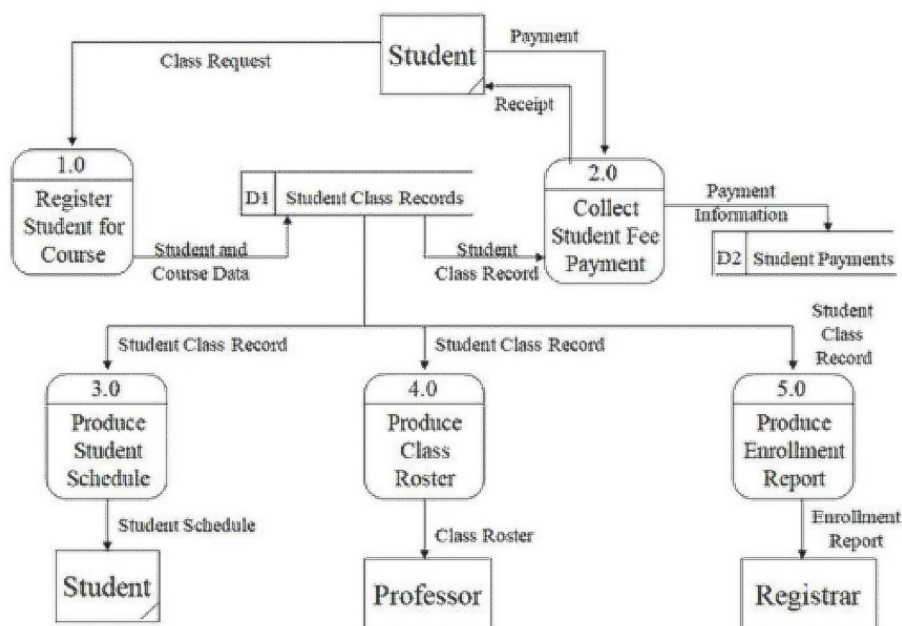 Student
Payment
Class Request
Receipt
1.0
Register
Student for
Course
D1 Student Class Records
2.0
Collect
Student Fee
Payment
Payment
Information
Student and
Course Data
Student
Class Record
D2 Student Payments
Student Class Record
Student Class Record
Student
Class
Record
3.0
Produce
Student
Schedule
4.0
Produce
Class
Roster
5.0
Produce
Enrollment
Report
Student Schedule
Class Roster
Enrollment
Report
Student
Professor
Registrar